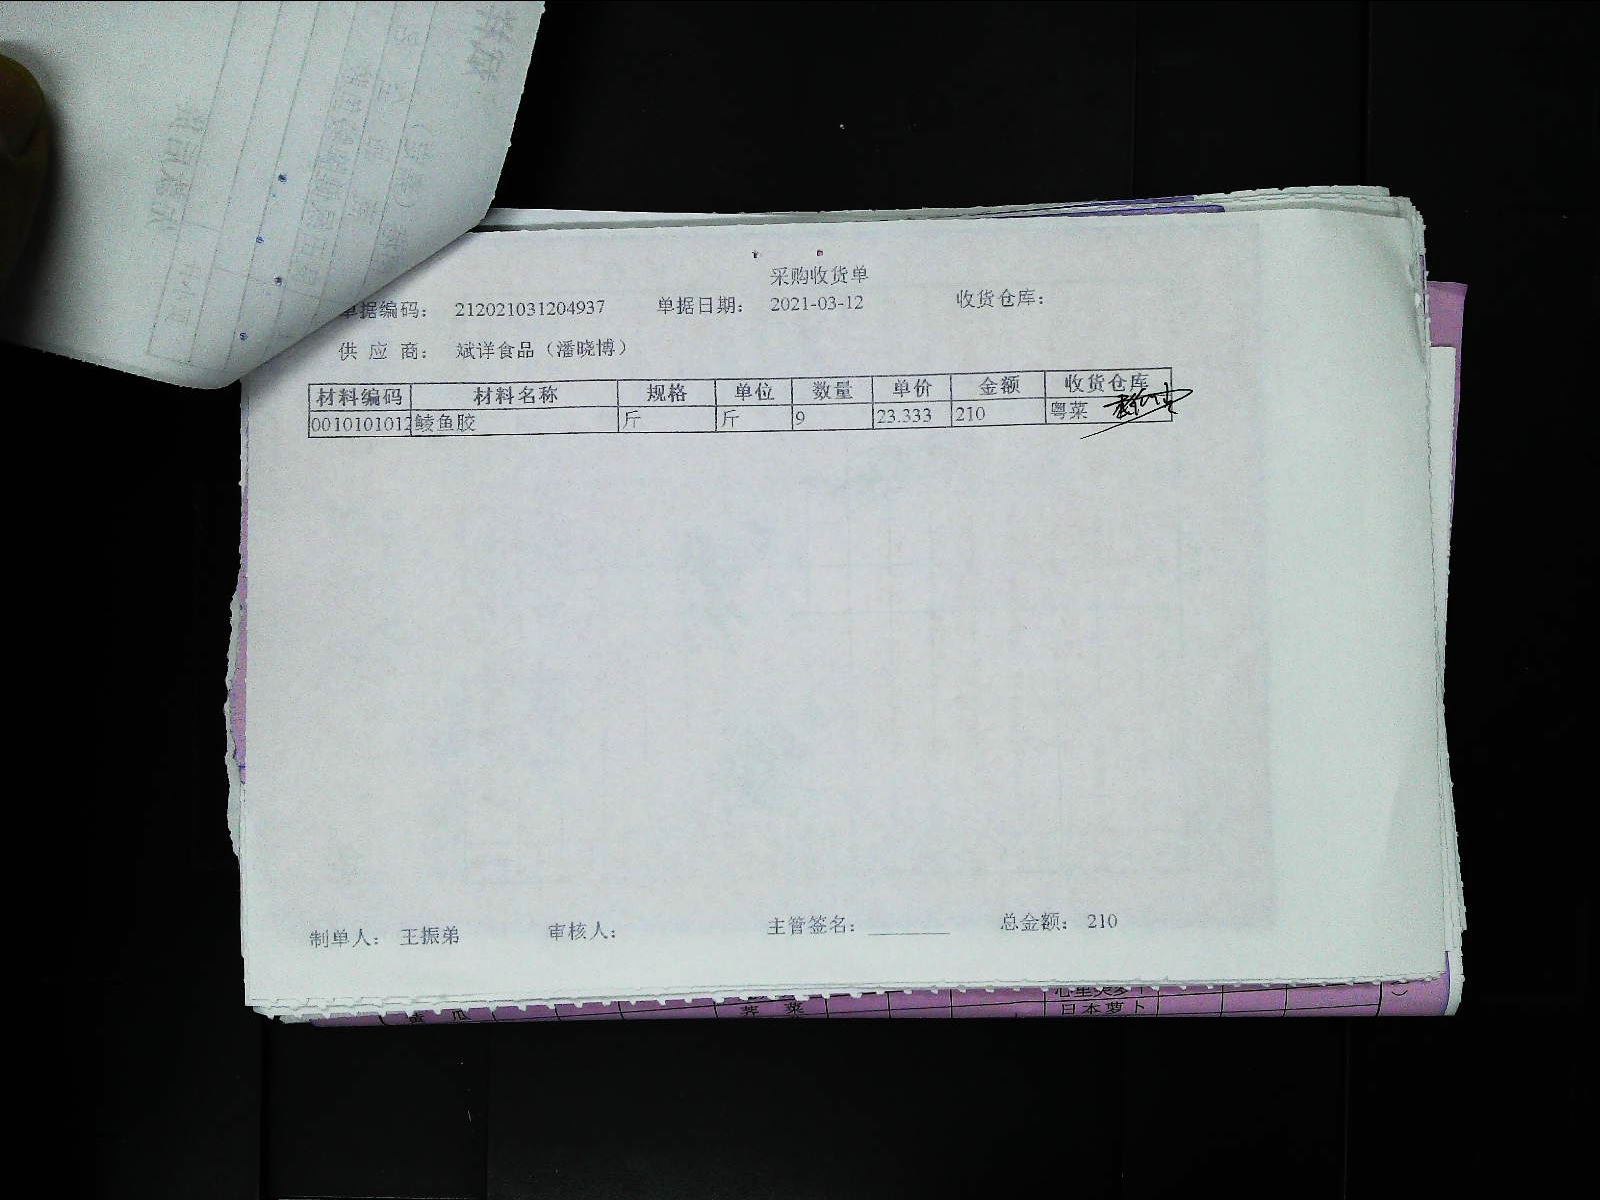 采购收货单
单据编码： 212021031204937 单据日期： 2021-03-12 收货仓库：
供 应 商： 斌详食品（潘晓博）
材料编码 材料名称 规格 单位 数量 单价 金额 收货仓库
0010101012 鲮鱼胶 斤 斤 9 23.333 210 粤菜
制单人： 王振弟 审核人： 主管签名： 总金额： 210
日本萝卜